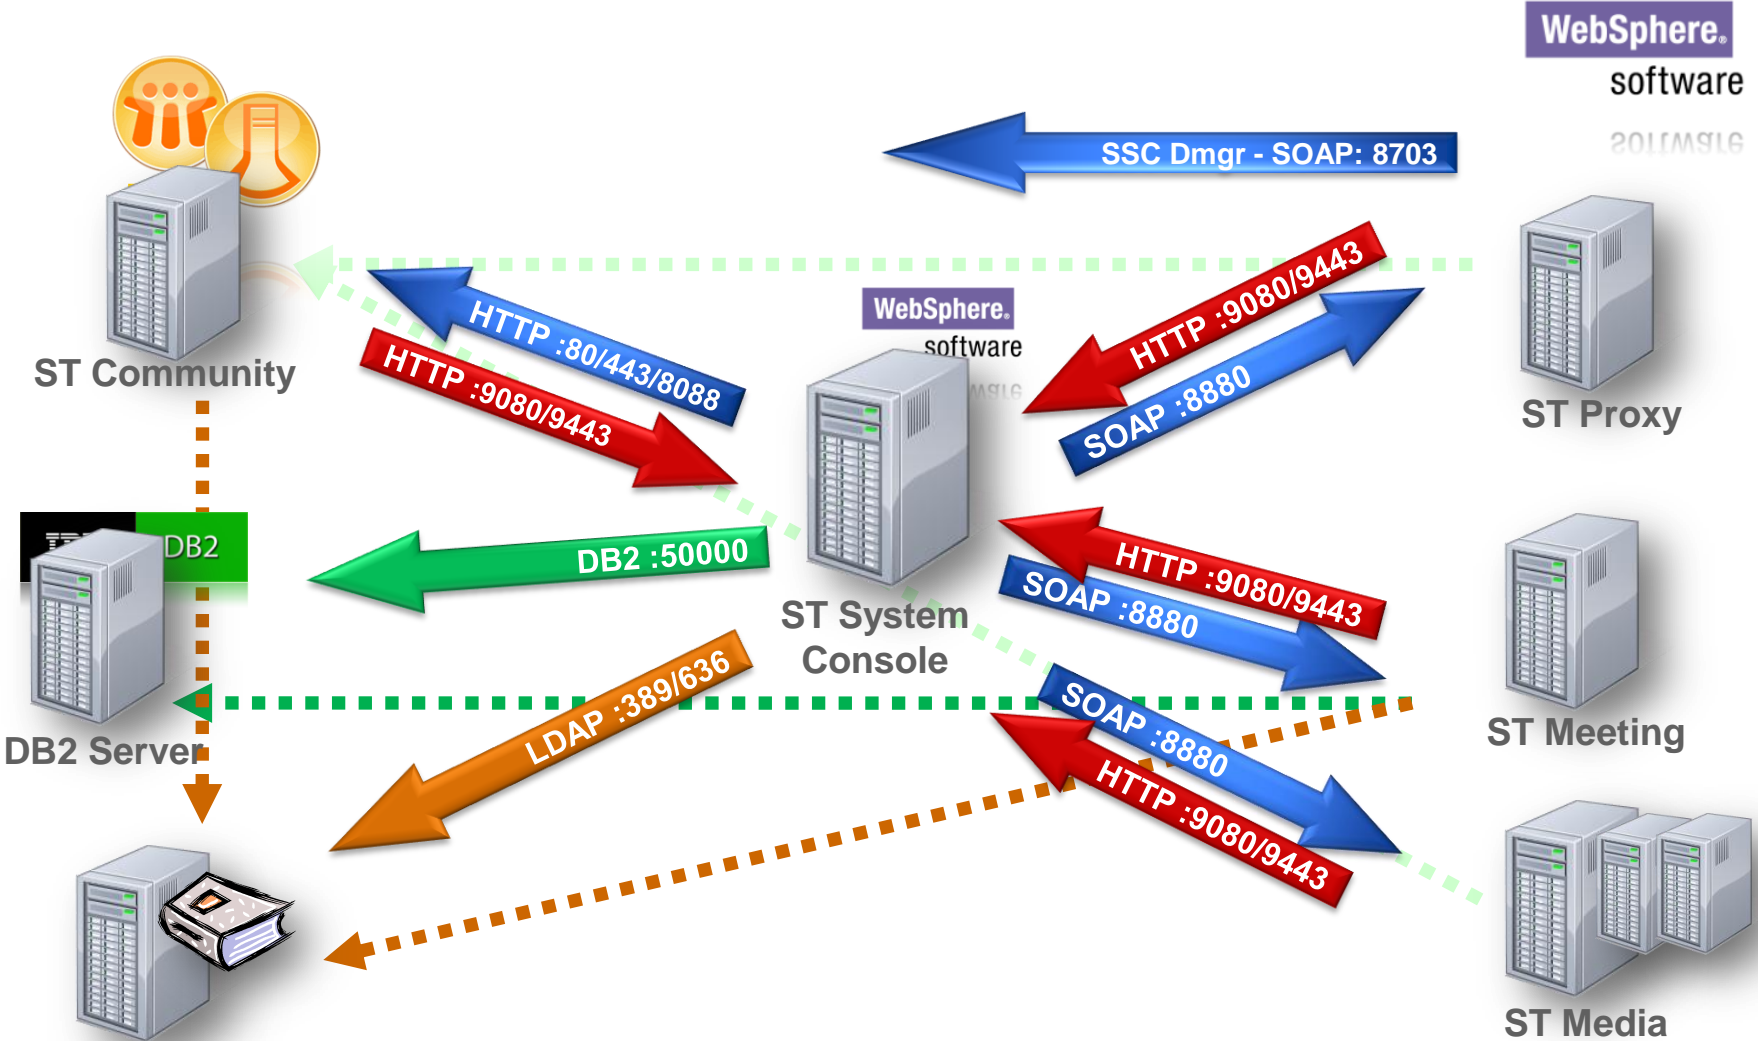 WebSphere®
software
SSC Dmgr - SOAP: 8703
ST Community
HTTP :80/443/8088
HTTP :9080/9443
WebSphere®
software
HTTP :9080/9443
SOAP :8880
ST Proxy
DB2
DB2 :50000
ST System
Console
HTTP :9080/9443
SOAP :8880
DB2 Server
LDAP :389/636
ST Meeting
SOAP :8880
HTTP :9080/9443
ST Media